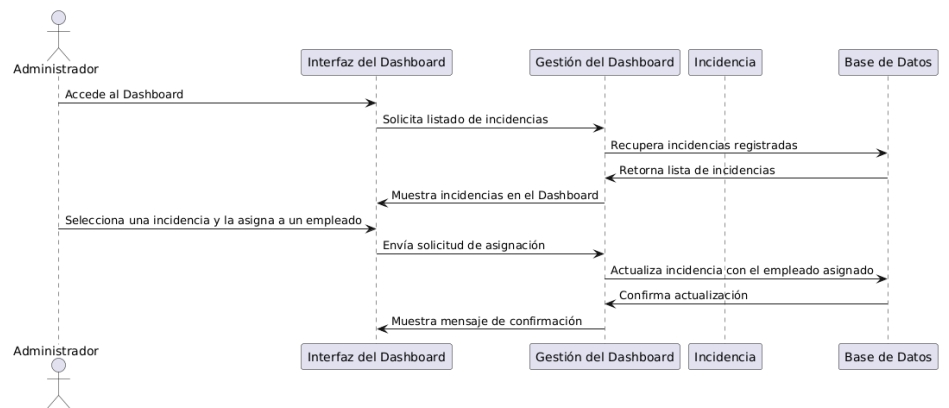 Administrador
Interfaz del Dashboard
Gestión del Dashboard
Incidencia
Base de Datos
Accede al Dashboard
Solicita listado de incidencias
Recupera incidencias registradas
Retorna lista de incidencias
Muestra incidencias en el Dashboard
Selecciona una incidencia y la asigna a un empleado
Envía solicitud de asignación
Actualiza incidencia con el empleado asignado
Confirma actualización
Muestra mensaje de confirmación
Administrador
Interfaz del Dashboard
Gestión del Dashboard
Incidencia
Base de Datos